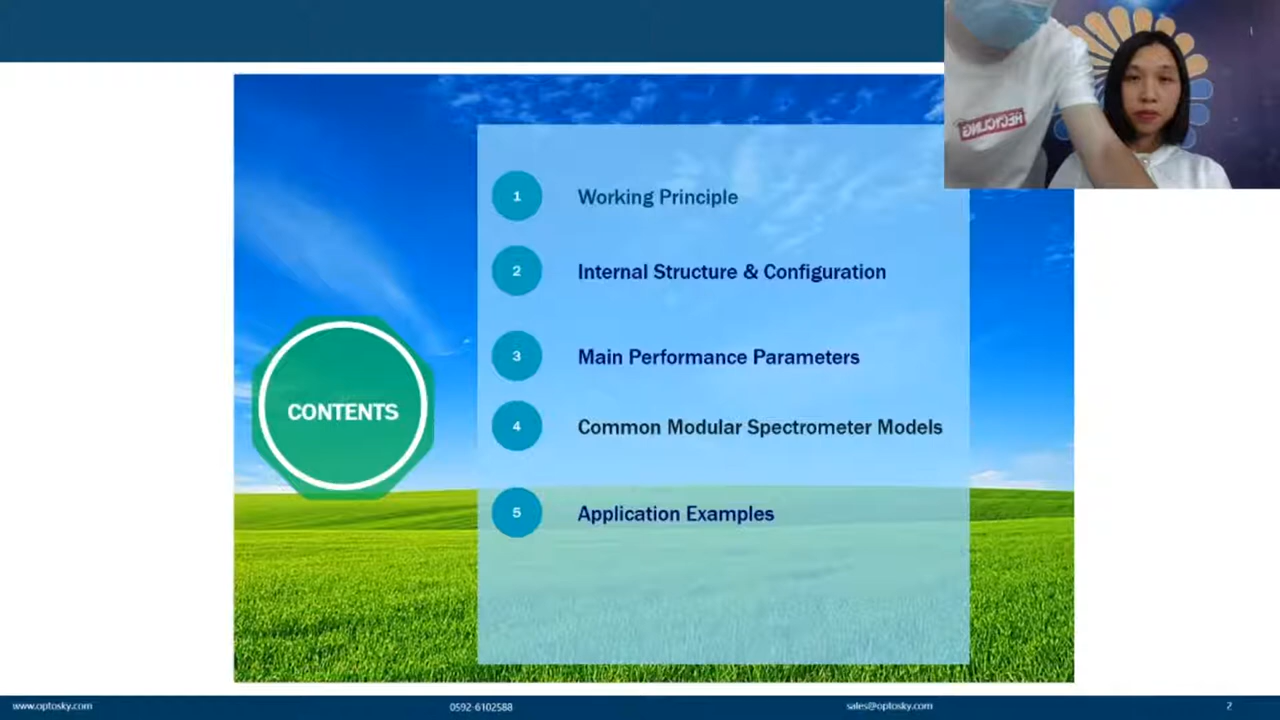 RECYCLING
1 Working Principle
2 Internal Structure & Configuration
3 Main Performance Parameters
CONTENTS
4 Common Modular Spectrometer Models
5 Application Examples
www.optosky.com 0592-6102588 sales@optosky.com 2